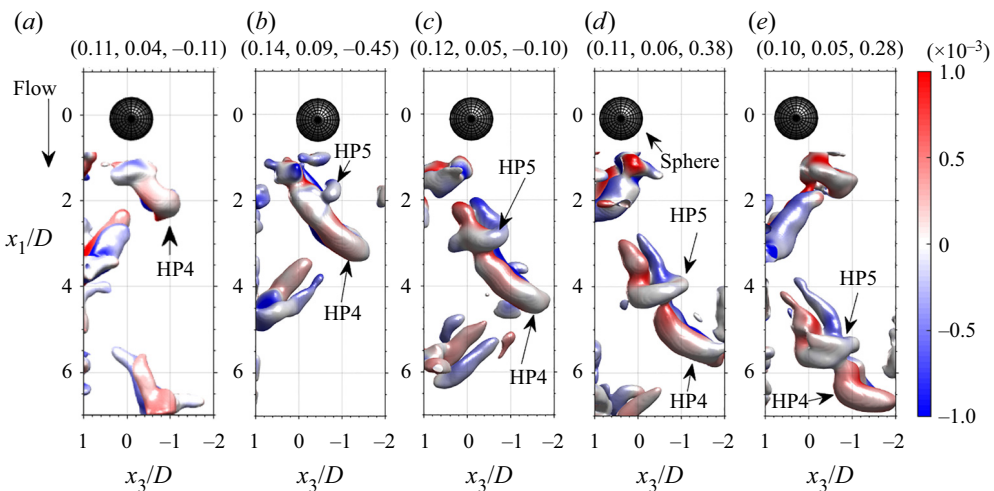 (a) (b) (c) (d) (e)
(0.11, 0.04, –0.11) (0.14, 0.09, –0.45) (0.12, 0.05, –0.10) (0.11, 0.06, 0.38) (0.10, 0.05, 0.28)
(×10⁻³)
Flow
0 0 0 0 0
1.0
HP5
Sphere
0.5
2 2 2 2 2
x₁/D
HP4
HP5
HP5
0
4 4 4 4 4
HP4
HP5
–0.5
6 6 6 6 6
HP4
HP4
HP4
–1.0
1 0 –1 –2 1 0 –1 –2 1 0 –1 –2 1 0 –1 –2 1 0 –1 –2
x₃/D x₃/D x₃/D x₃/D x₃/D